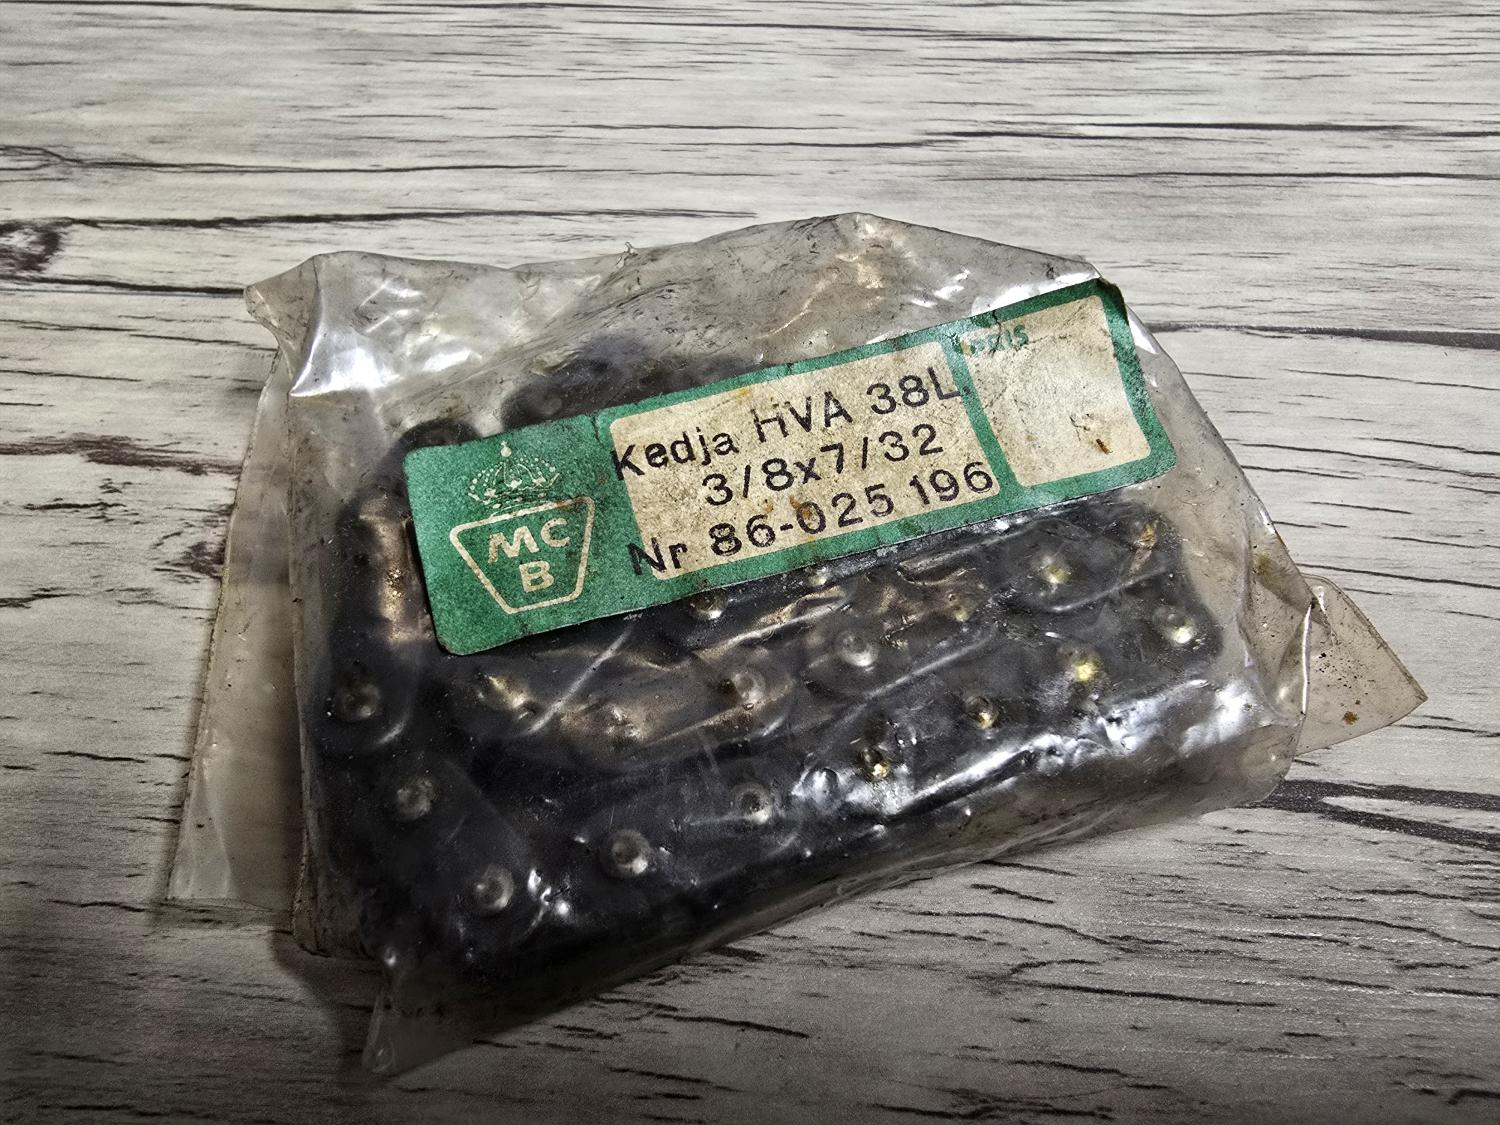 MC
B
Kedja HVA 38L
3/8x7/32
Nr 86-025 196
PRIS